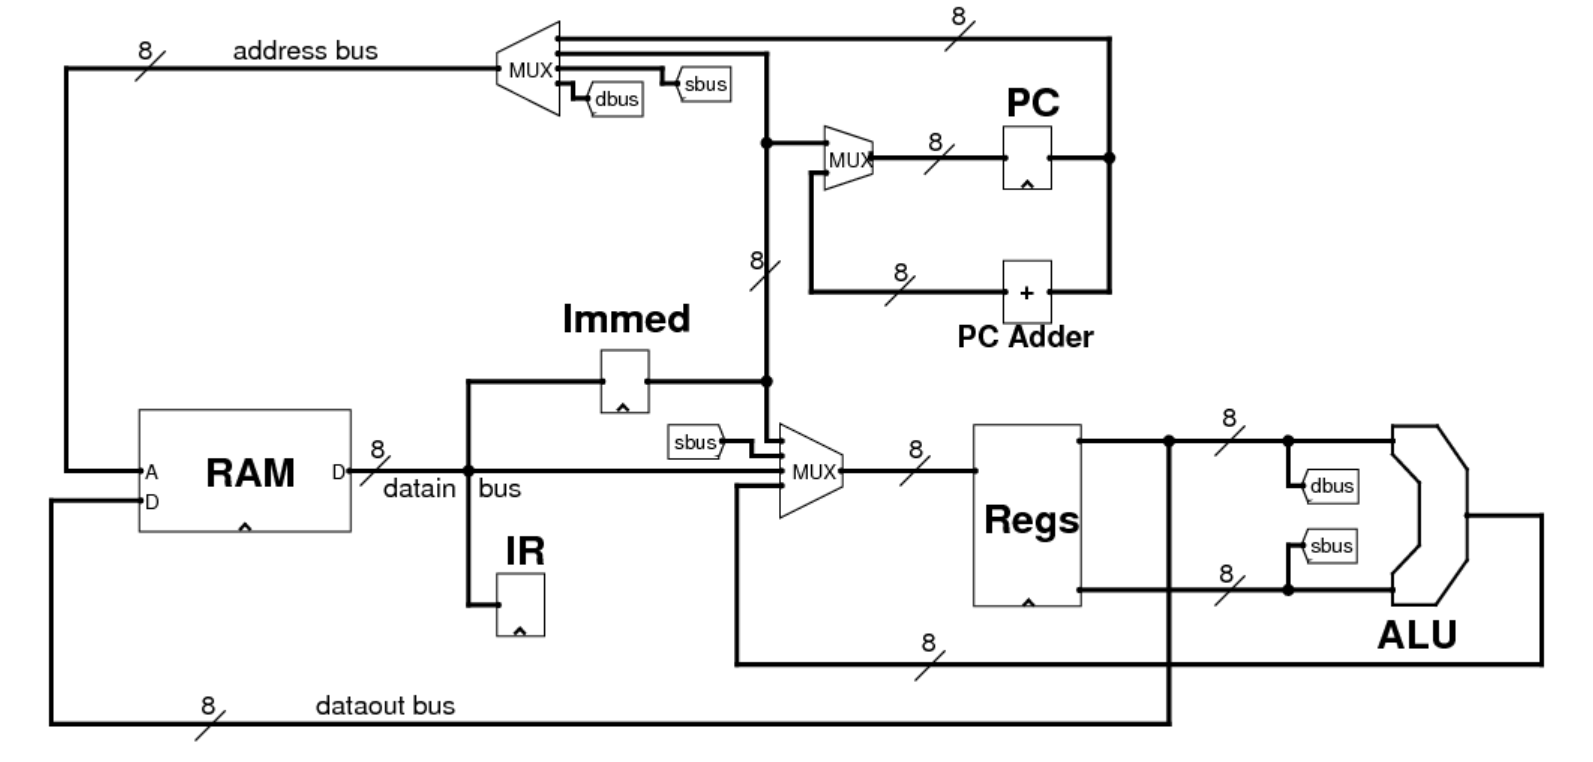 8
8
address bus
MUX
sbus
dbus
PC
8
MUX
8
8
+
PC Adder
Immed
8
sbus
8
8
A
RAM
D
MUX
dbus
datain bus
D
Regs
sbus
IR
8
ALU
8
8
dataout bus